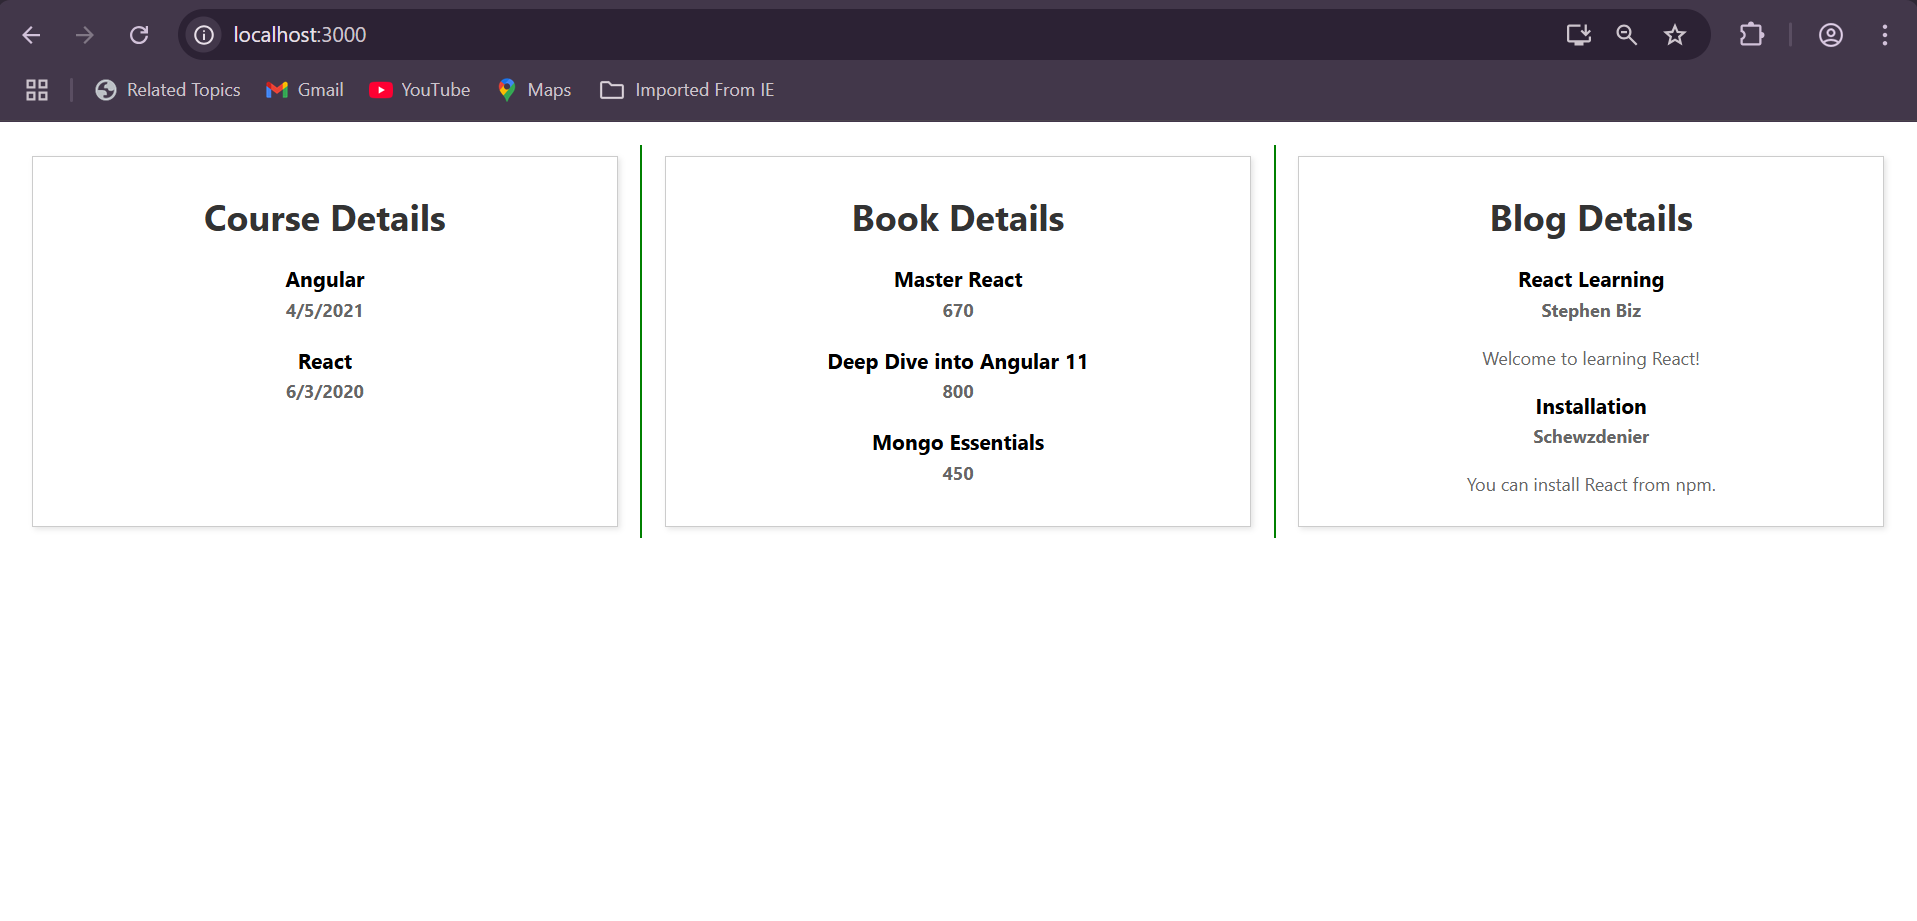 localhost:3000
Related Topics
Gmail
YouTube
Maps
Imported From IE
Course Details
Angular
4/5/2021
React
6/3/2020
Book Details
Master React
670
Deep Dive into Angular 11
800
Mongo Essentials
450
Blog Details
React Learning
Stephen Biz
Welcome to learning React!
Installation
Schewzdenier
You can install React from npm.